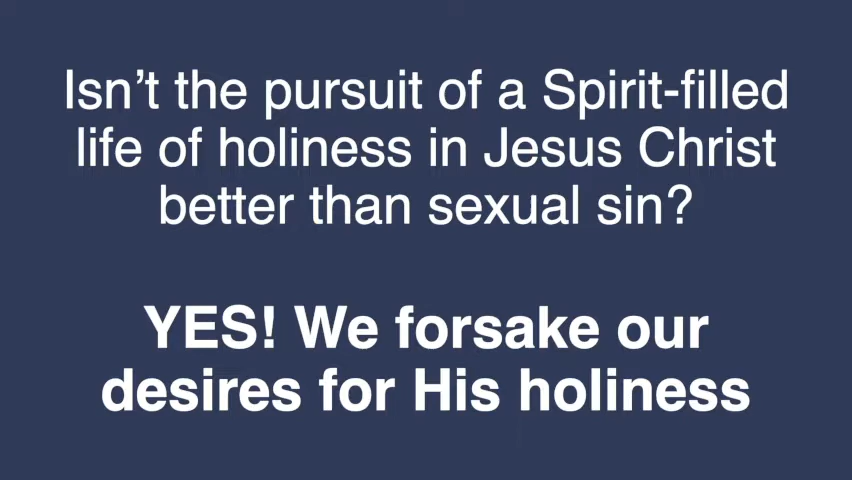 Isn’t the pursuit of a Spirit-filled
life of holiness in Jesus Christ
better than sexual sin?
YES! We forsake our
desires for His holiness